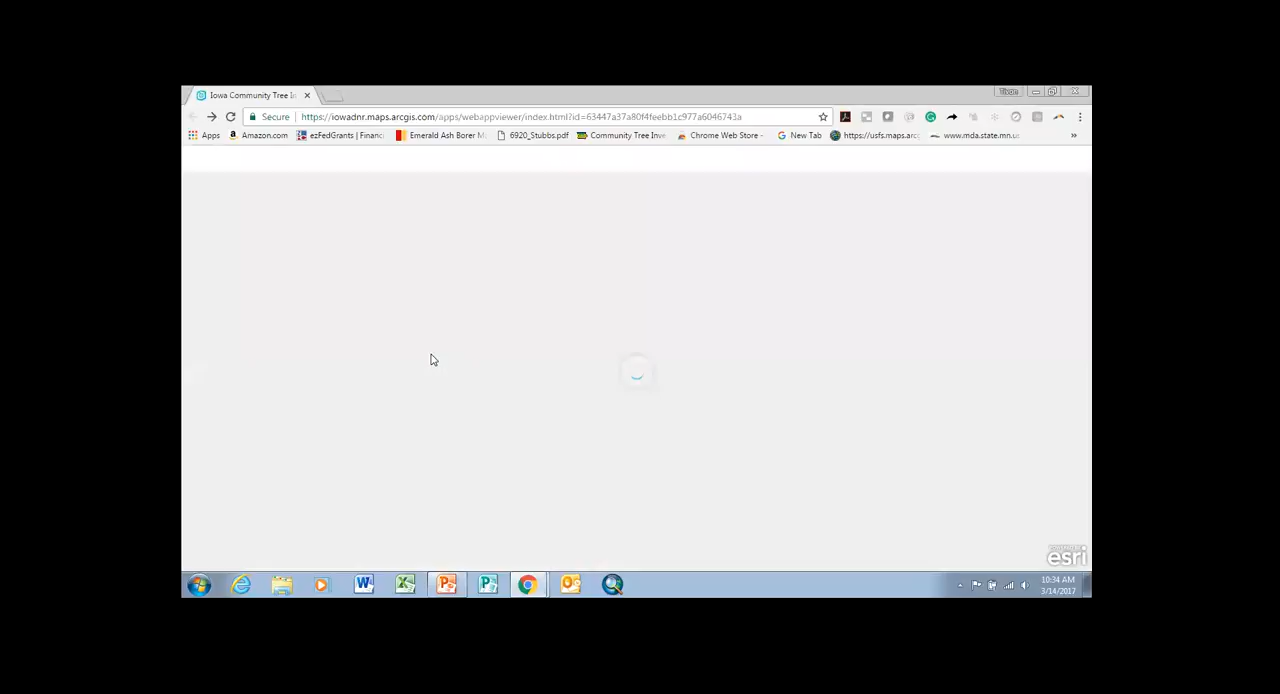 Iowa Community Tree I
Secure https://iowadnr.maps.arcgis.com/apps/webappviewer/index.html?id=63447a37a80f4feebb1c977a6046743a
Apps Amazon.com ezFedGrants | Financ Emerald Ash Borer M 6920_Stubbs.pdf Community Tree Inve Chrome Web Store - New Tab https://usfs.maps.arc www.mda.state.mn.us »
esri
10:34 AM
3/14/2017